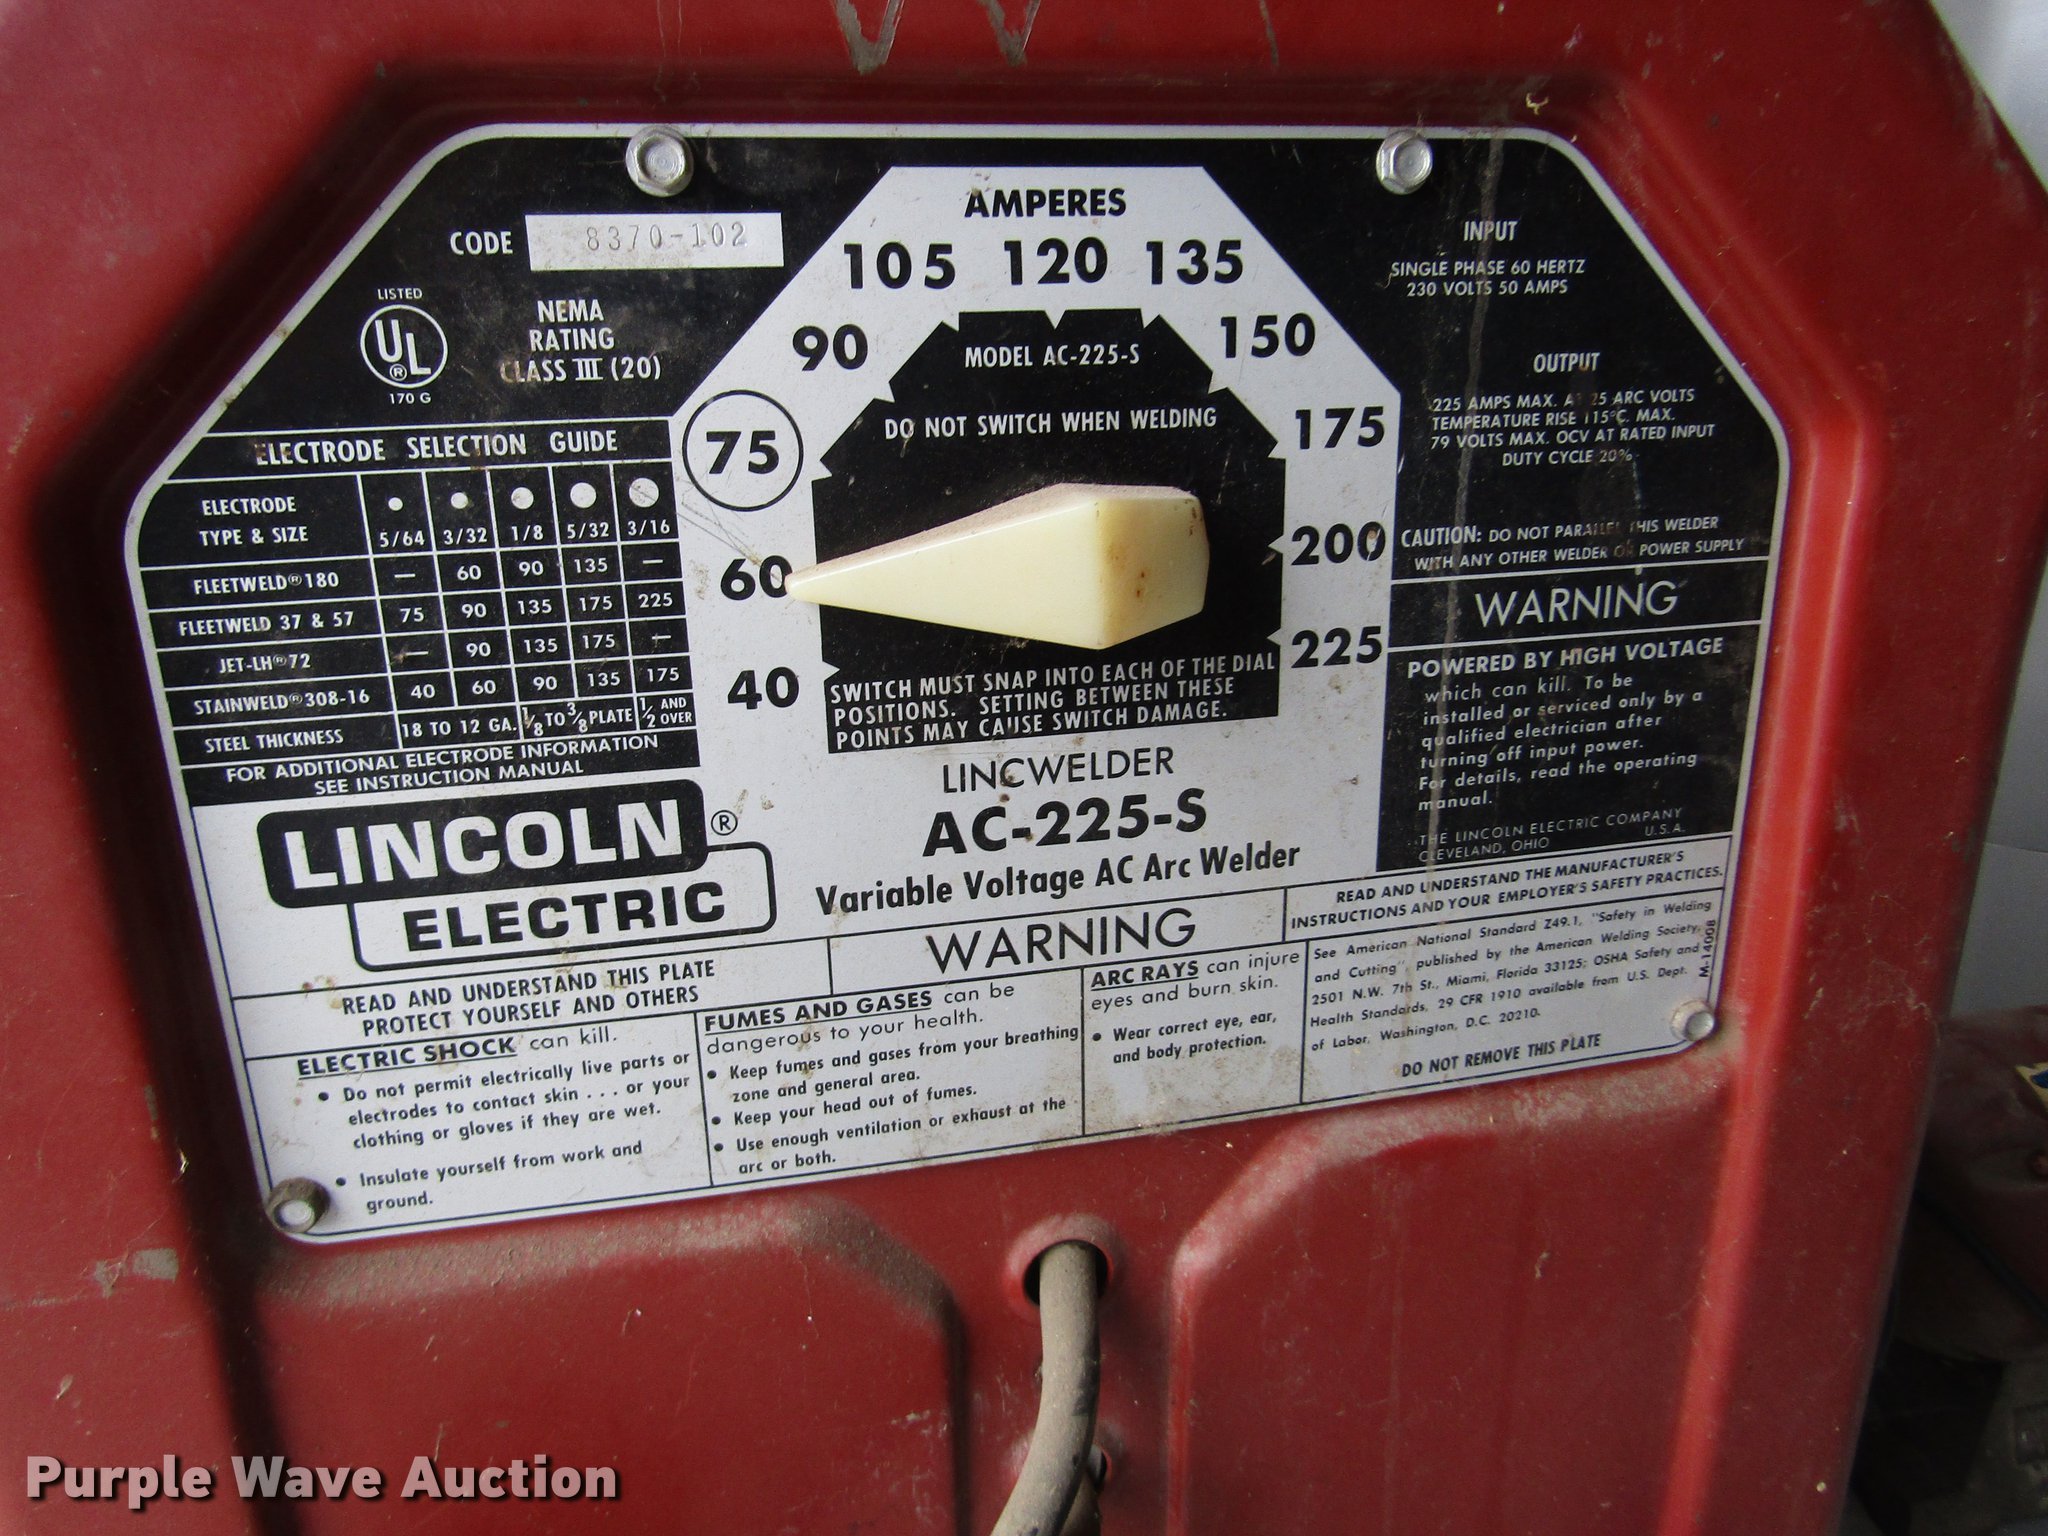 CODE 8370-102
LISTED
UL
®
170 G
NEMA
RATING
CLASS III (20)
AMPERES
40
60
75
90
105
120
135
150
175
200
225
MODEL AC-225-S
DO NOT SWITCH WHEN WELDING
SWITCH MUST SNAP INTO EACH OF THE DIAL
POSITIONS. SETTING BETWEEN THESE
POINTS MAY CAUSE SWITCH DAMAGE.
INPUT
SINGLE PHASE 60 HERTZ
230 VOLTS 50 AMPS
OUTPUT
225 AMPS MAX. AT 25 ARC VOLTS
TEMPERATURE RISE 115°C. MAX.
79 VOLTS MAX. OCV AT RATED INPUT
DUTY CYCLE 20%
CAUTION: DO NOT PARALLEL THIS WELDER
WITH ANY OTHER WELDER OR POWER SUPPLY
WARNING
POWERED BY HIGH VOLTAGE
which can kill. To be
installed or serviced only by a
qualified electrician after
turning off input power.
For details, read the operating
manual.
THE LINCOLN ELECTRIC COMPANY
CLEVELAND, OHIO U.S.A.
ELECTRODE SELECTION GUIDE
ELECTRODE
TYPE & SIZE 5/64 3/32 1/8 5/32 3/16
FLEETWELD® 180 — 60 90 135 —
FLEETWELD 37 & 57 75 90 135 175 225
JET-LH® 72 — 90 135 175 —
STAINWELD® 308-16 40 60 90 135 175
STEEL THICKNESS 18 TO 12 GA. 1/8 TO 3/8 PLATE 1/2 AND OVER
FOR ADDITIONAL ELECTRODE INFORMATION
SEE INSTRUCTION MANUAL
LINCOLN ®
ELECTRIC
LINCWELDER
AC-225-S
Variable Voltage AC Arc Welder
READ AND UNDERSTAND THIS PLATE
PROTECT YOURSELF AND OTHERS
WARNING
READ AND UNDERSTAND THE MANUFACTURER'S
INSTRUCTIONS AND YOUR EMPLOYER'S SAFETY PRACTICES.
ELECTRIC SHOCK can kill.
• Do not permit electrically live parts or
electrodes to contact skin . . . or your
clothing or gloves if they are wet.
• Insulate yourself from work and
ground.
FUMES AND GASES can be
dangerous to your health.
• Keep fumes and gases from your breathing
zone and general area.
• Keep your head out of fumes.
• Use enough ventilation or exhaust at the
arc or both.
ARC RAYS can injure
eyes and burn skin.
• Wear correct eye, ear,
and body protection.
See American National Standard Z49.1, "Safety in Welding
and Cutting" published by the American Welding Society,
2501 N.W. 7th St., Miami, Florida 33125; OSHA Safety and
Health Standards, 29 CFR 1910 available from U.S. Dept.
of Labor, Washington, D.C. 20210.
DO NOT REMOVE THIS PLATE
M-14008
Purple Wave Auction